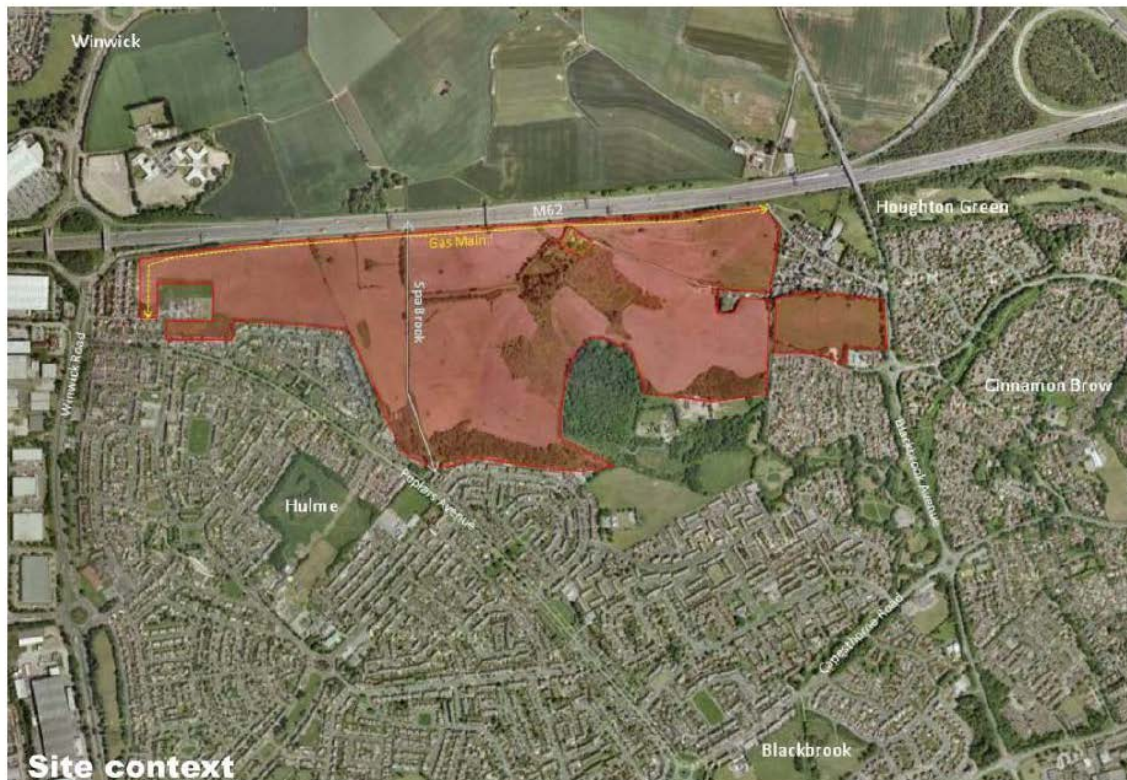 Winwick
M62
Houghton Green
Gas Main
Spa Brook
Winwick Road
Cinnamon Brow
Blackbrook Avenue
Poplars Avenue
Hulme
Capesthorne Road
Blackbrook
Site context